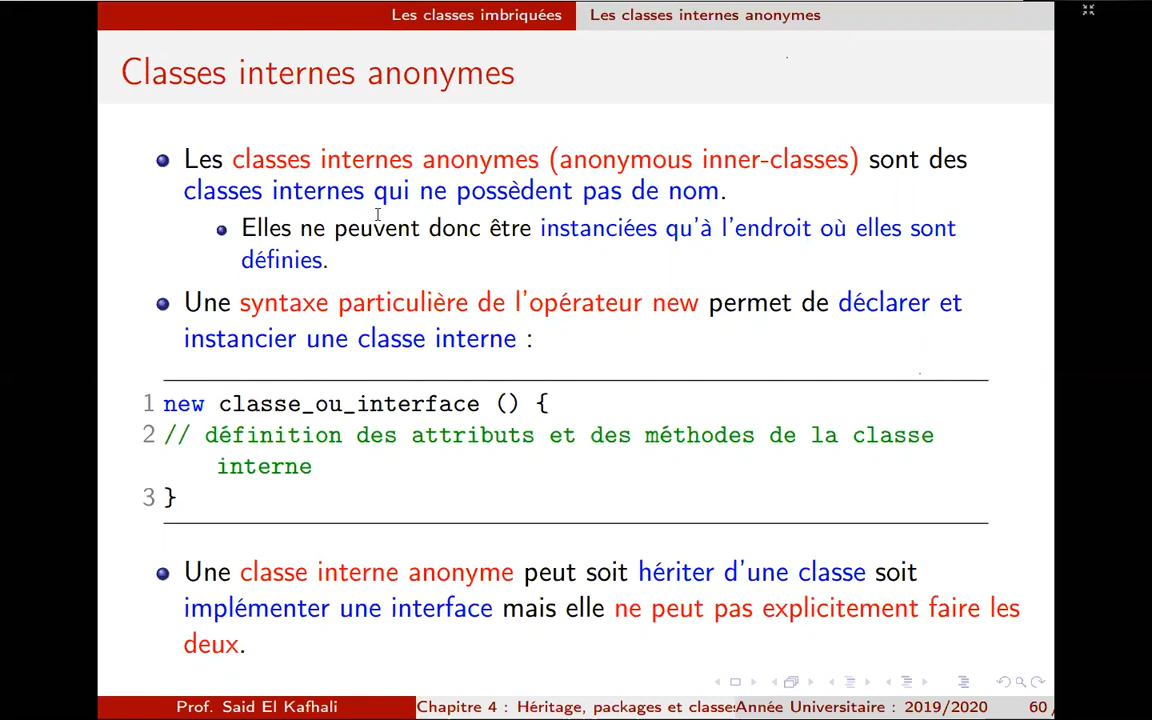 Les classes imbriquées Les classes internes anonymes
Classes internes anonymes
Les classes internes anonymes (anonymous inner-classes) sont des
classes internes qui ne possèdent pas de nom.
Elles ne peuvent donc être instanciées qu'à l'endroit où elles sont
définies.
Une syntaxe particulière de l'opérateur new permet de déclarer et
instancier une classe interne :
1 new classe_ou_interface () {
2 // définition des attributs et des méthodes de la classe
interne
3 }
Une classe interne anonyme peut soit hériter d'une classe soit
implémenter une interface mais elle ne peut pas explicitement faire les
deux.
Prof. Said El Kafhali Chapitre 4 : Héritage, packages et classes Année Universitaire : 2019/2020 60 /